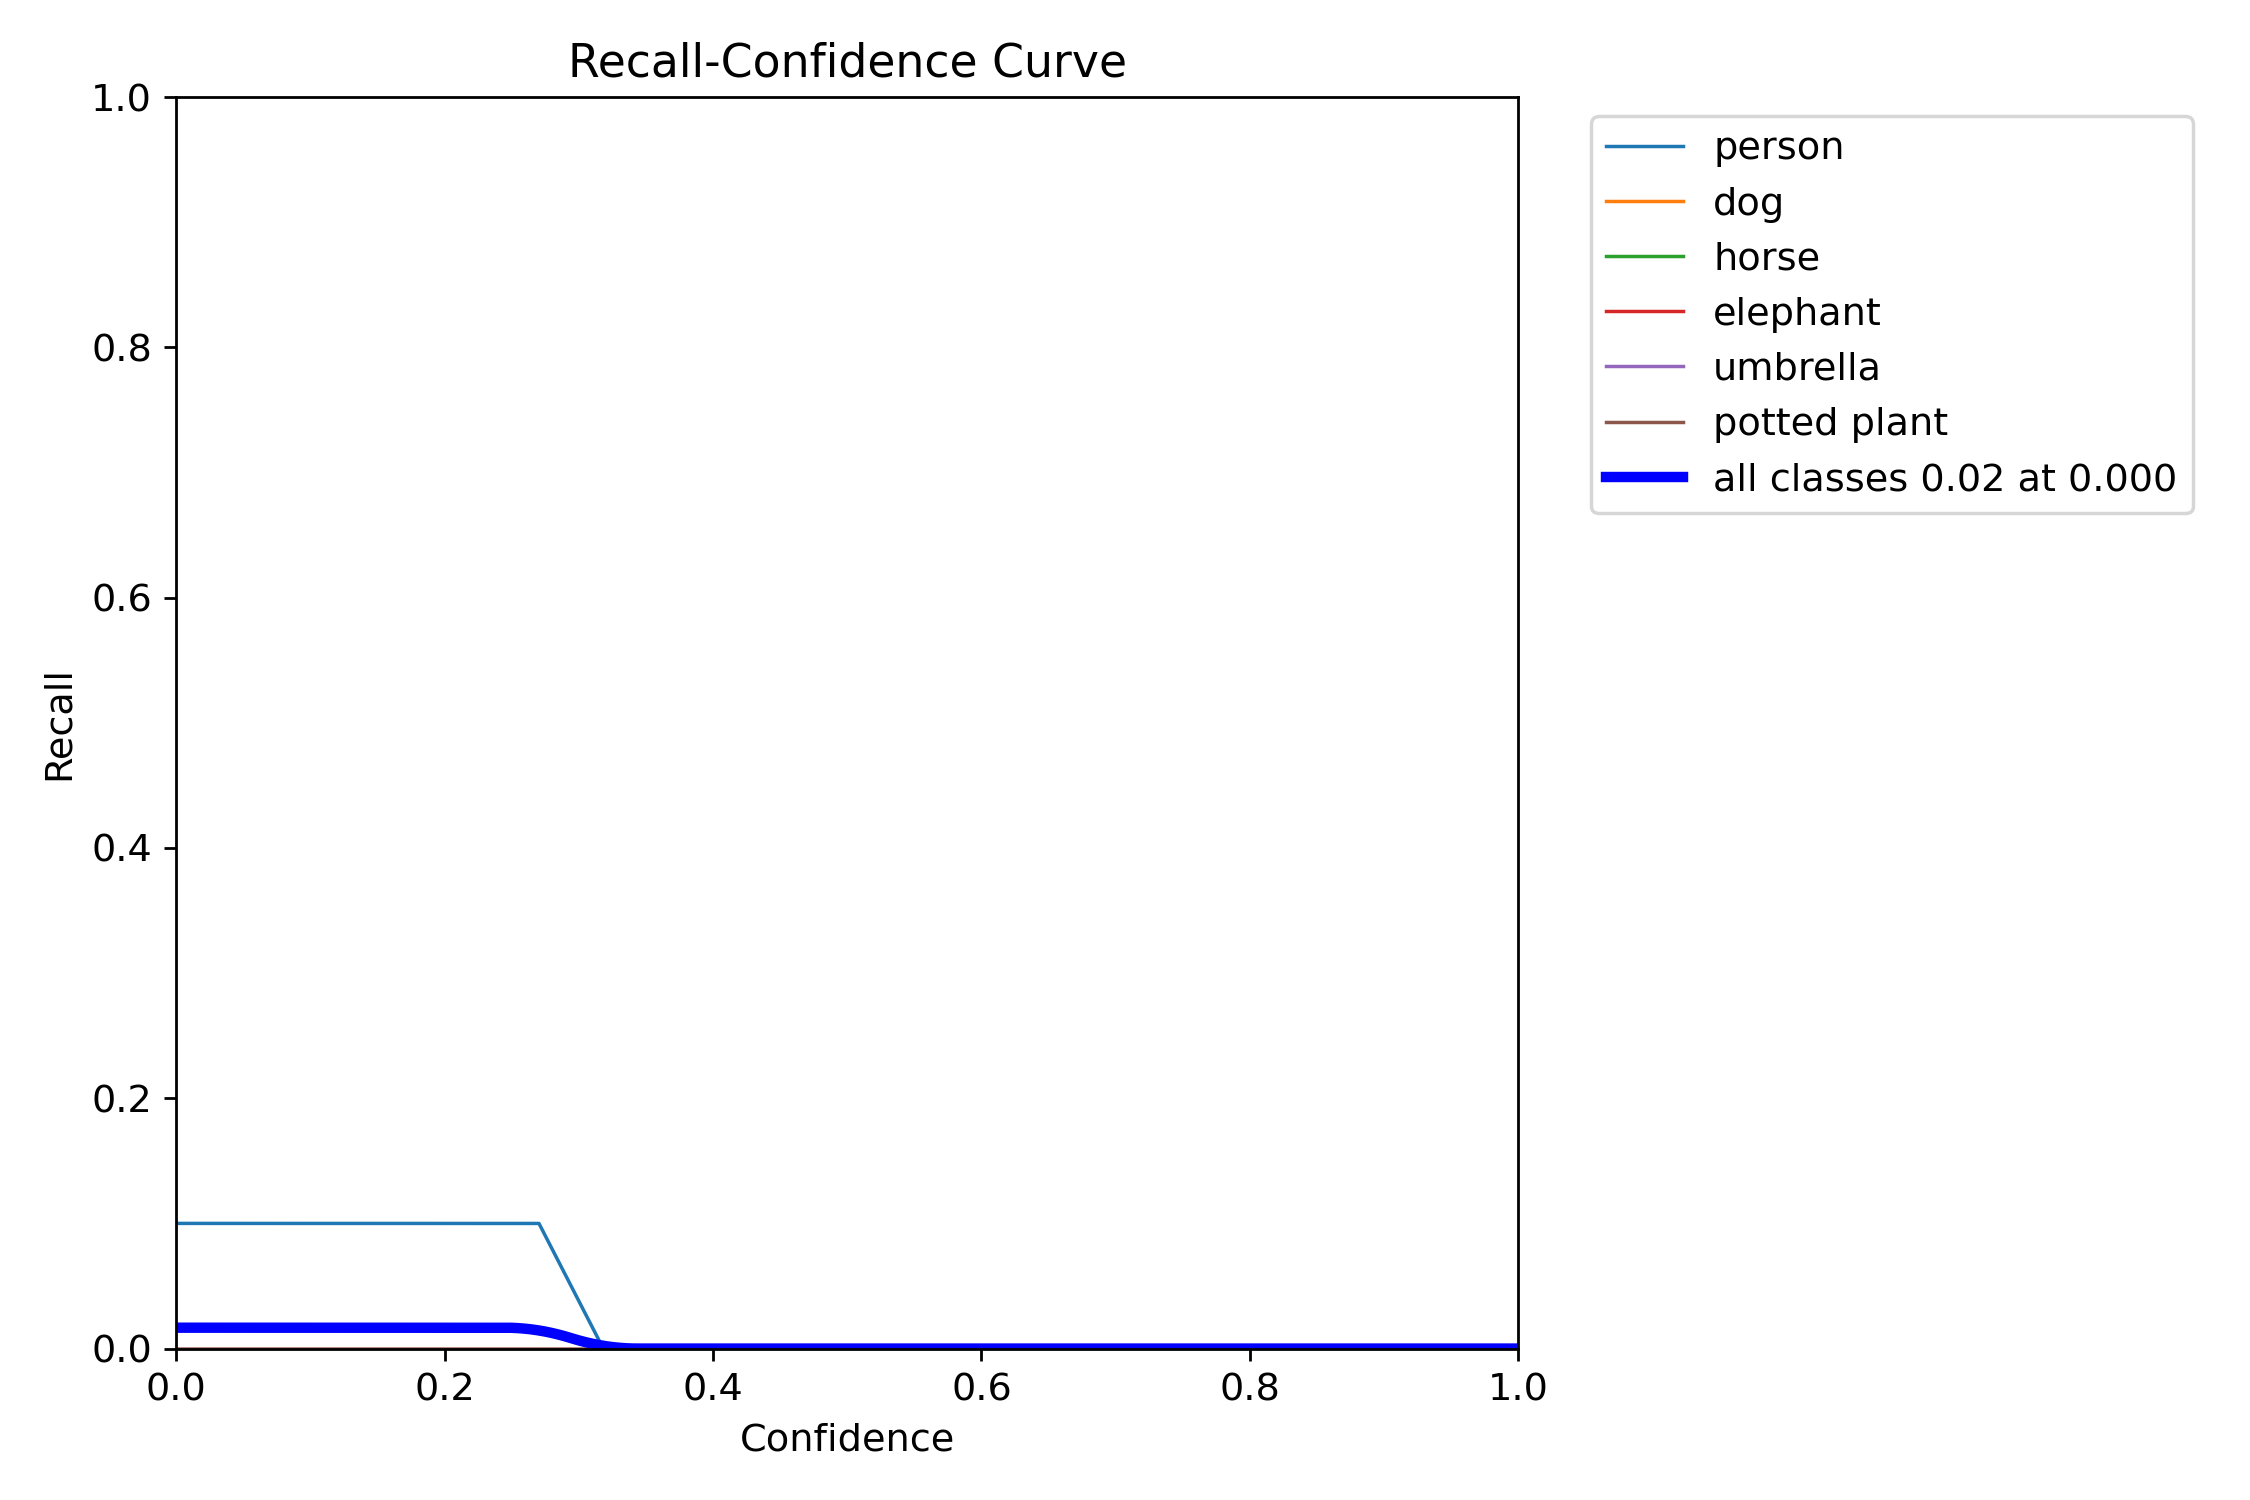 Recall-Confidence Curve
1.0
0.8
0.6
0.4
0.2
0.0
Recall
0.0 0.2 0.4 0.6 0.8 1.0
Confidence
person
dog
horse
elephant
umbrella
potted plant
all classes 0.02 at 0.000